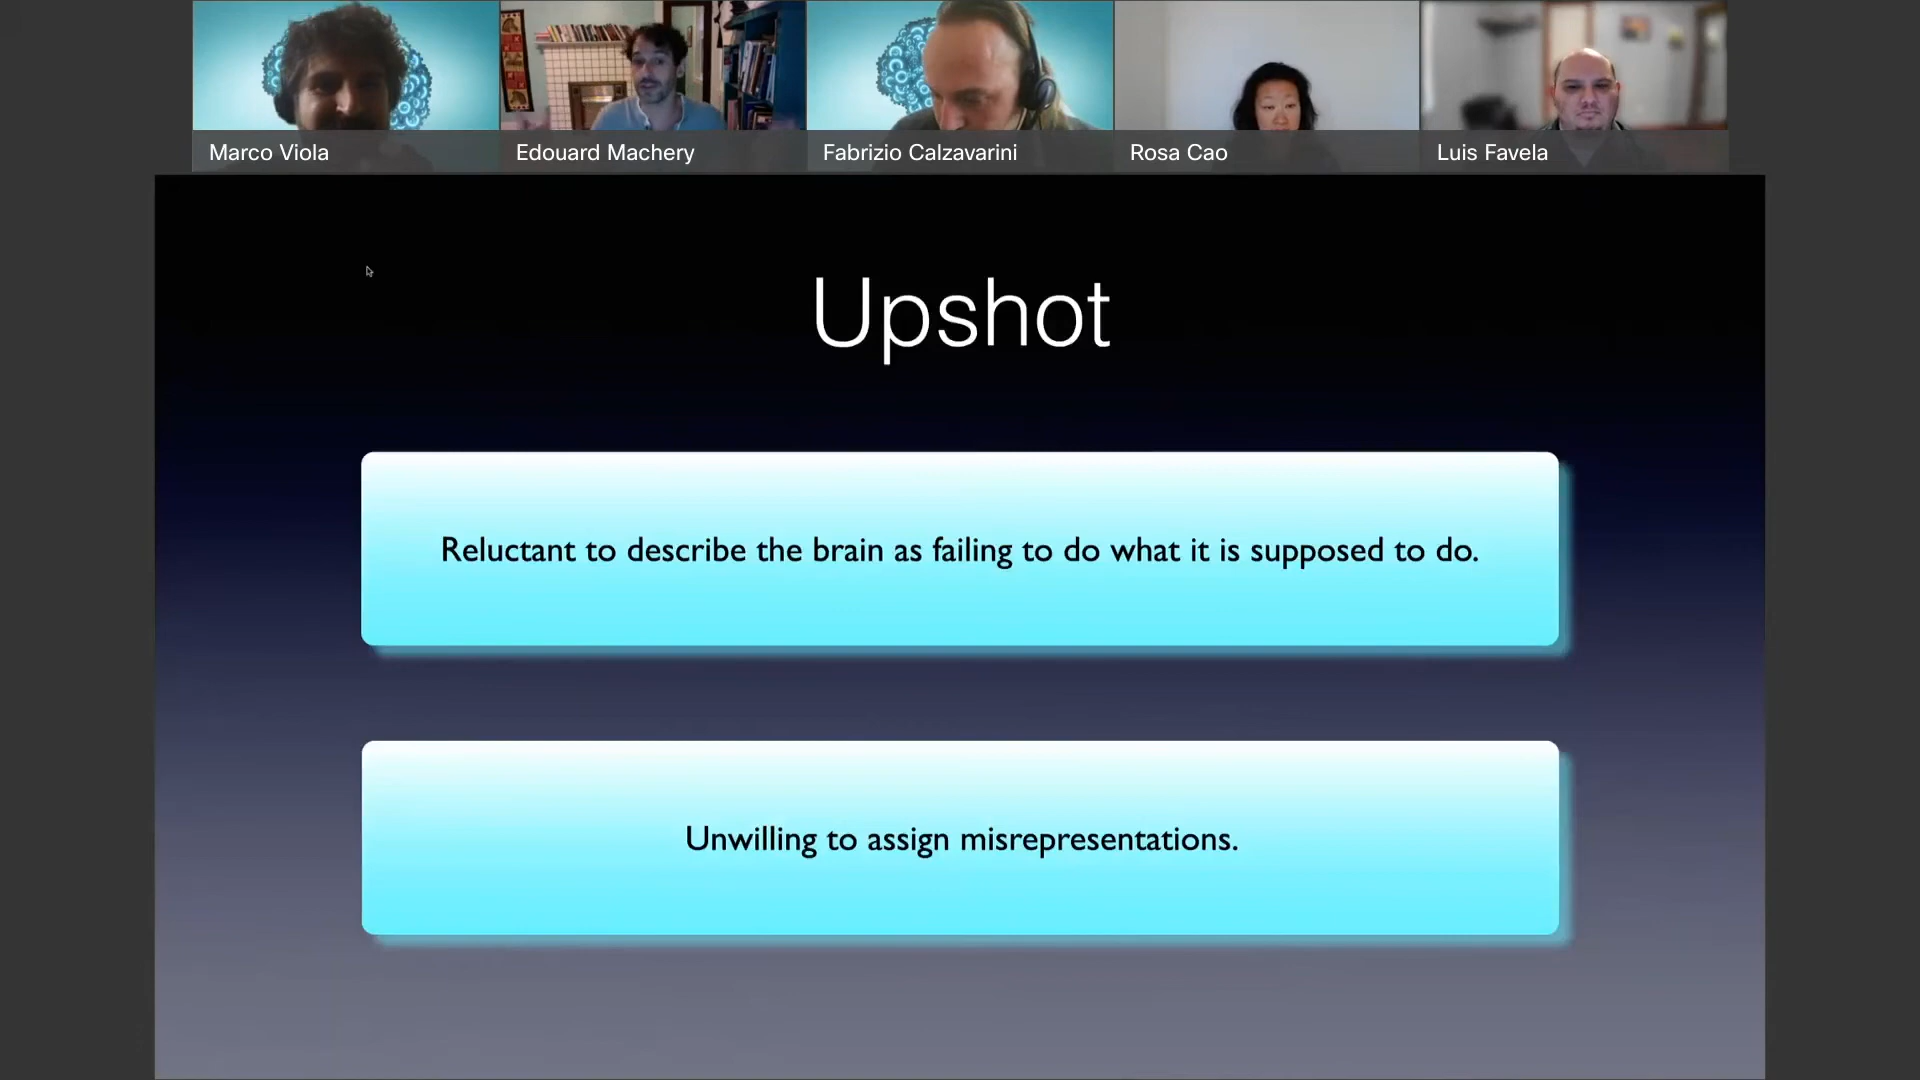 Marco Viola
Edouard Machery
Fabrizio Calzavarini
Rosa Cao
Luis Favela
Upshot
Reluctant to describe the brain as failing to do what it is supposed to do.
Unwilling to assign misrepresentations.